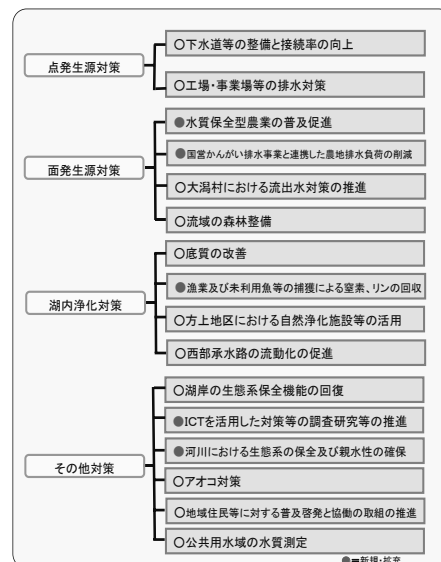 点発生源対策
○下水道等の整備と接続率の向上
○工場・事業場等の排水対策
面発生源対策
●水質保全型農業の普及促進
●国営かんがい排水事業と連携した農地排水負荷の削減
○大潟村における流出水対策の推進
○流域の森林整備
湖内浄化対策
○底質の改善
●漁業及び未利用魚等の捕獲による窒素、リンの回収
○方上地区における自然浄化施設等の活用
○西部承水路の流動化の促進
その他対策
○湖岸の生態系保全機能の回復
●ICTを活用した対策等の調査研究等の推進
●河川における生態系の保全及び親水性の確保
○アオコ対策
●地域住民等に対する普及啓発と協働の取組の推進
○公共用水域の水質測定
●=新規・拡充